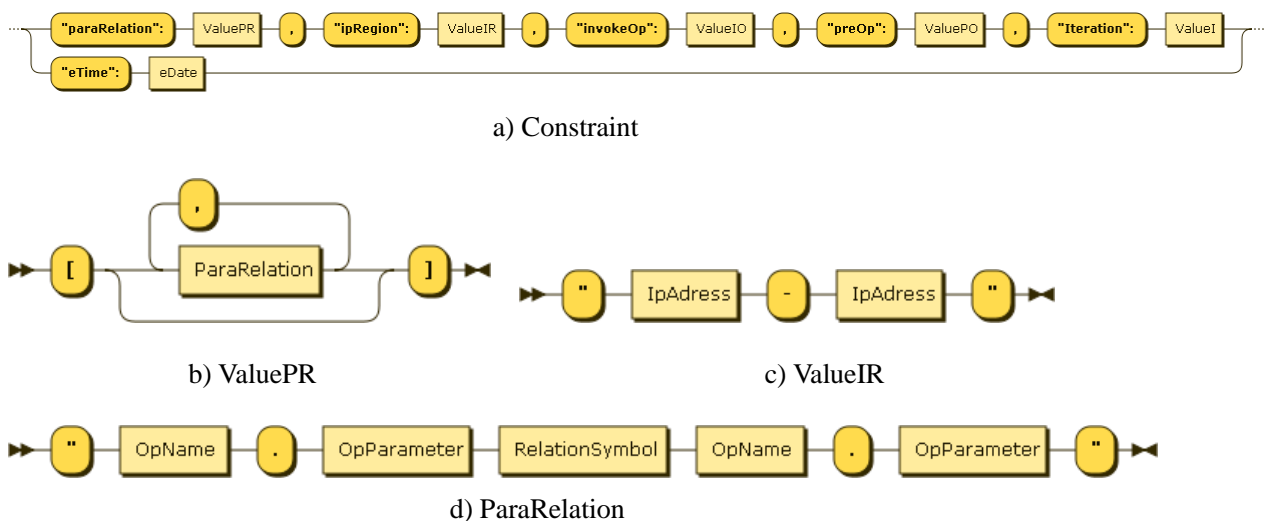 "paraRelation": ValuePR , "ipRegion": ValueIR , "invokeOp": ValueIO , "preOp": ValuePO , "Iteration": ValueI
"eTime": eDate
a) Constraint
,
[ ParaRelation ]
b) ValuePR
" IpAdress - IpAdress "
c) ValueIR
" OpName . OpParameter RelationSymbol OpName . OpParameter "
d) ParaRelation